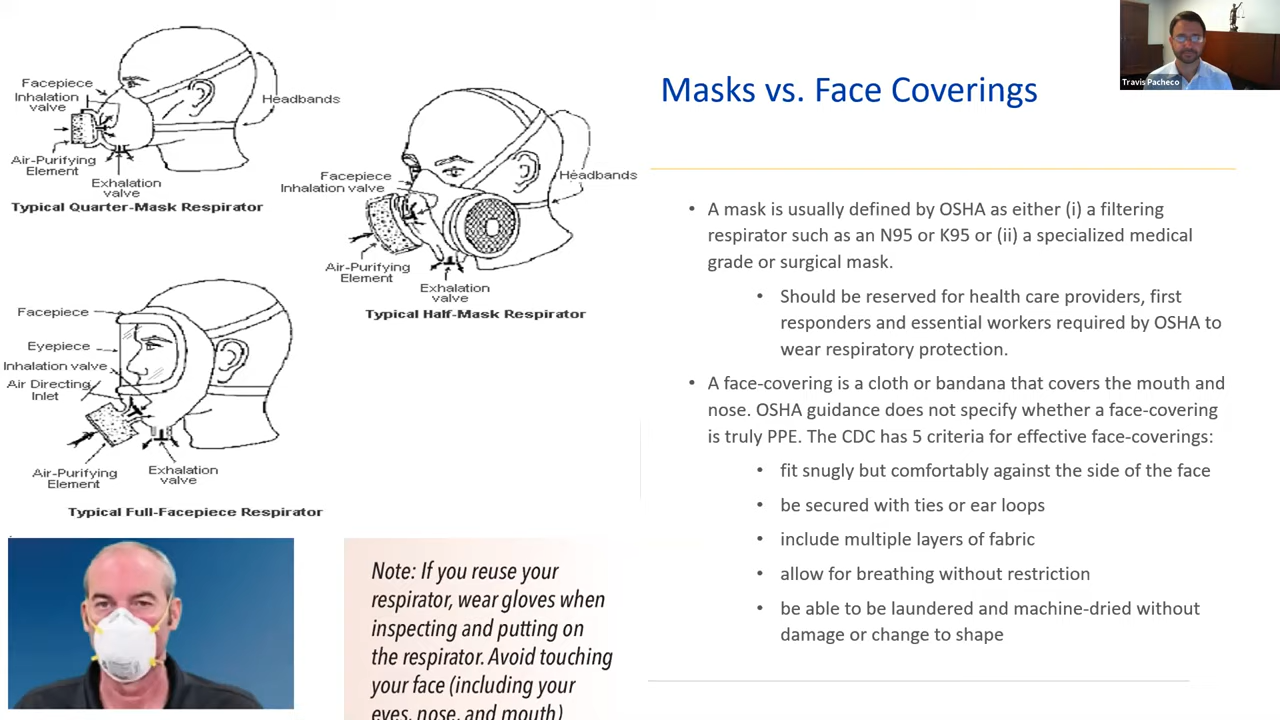 Facepiece
Inhalation
valve
Headbands
Air-Purifying
Element
Exhalation
valve
Typical Quarter-Mask Respirator
Facepiece
Inhalation valve
Headbands
Air-Purifying
Element
Exhalation
valve
Typical Half-Mask Respirator
Facepiece
Eyepiece
Inhalation valve
Air Directing
Inlet
Air-Purifying
Element
Exhalation
valve
Typical Full-Facepiece Respirator
Note: If you reuse your
respirator, wear gloves when
inspecting and putting on
the respirator. Avoid touching
your face (including your
eyes, nose, and mouth)
Travis Pacheco
Masks vs. Face Coverings
• A mask is usually defined by OSHA as either (i) a filtering
respirator such as an N95 or K95 or (ii) a specialized medical
grade or surgical mask.
• Should be reserved for health care providers, first
responders and essential workers required by OSHA to
wear respiratory protection.
• A face-covering is a cloth or bandana that covers the mouth and
nose. OSHA guidance does not specify whether a face-covering
is truly PPE. The CDC has 5 criteria for effective face-coverings:
• fit snugly but comfortably against the side of the face
• be secured with ties or ear loops
• include multiple layers of fabric
• allow for breathing without restriction
• be able to be laundered and machine-dried without
damage or change to shape